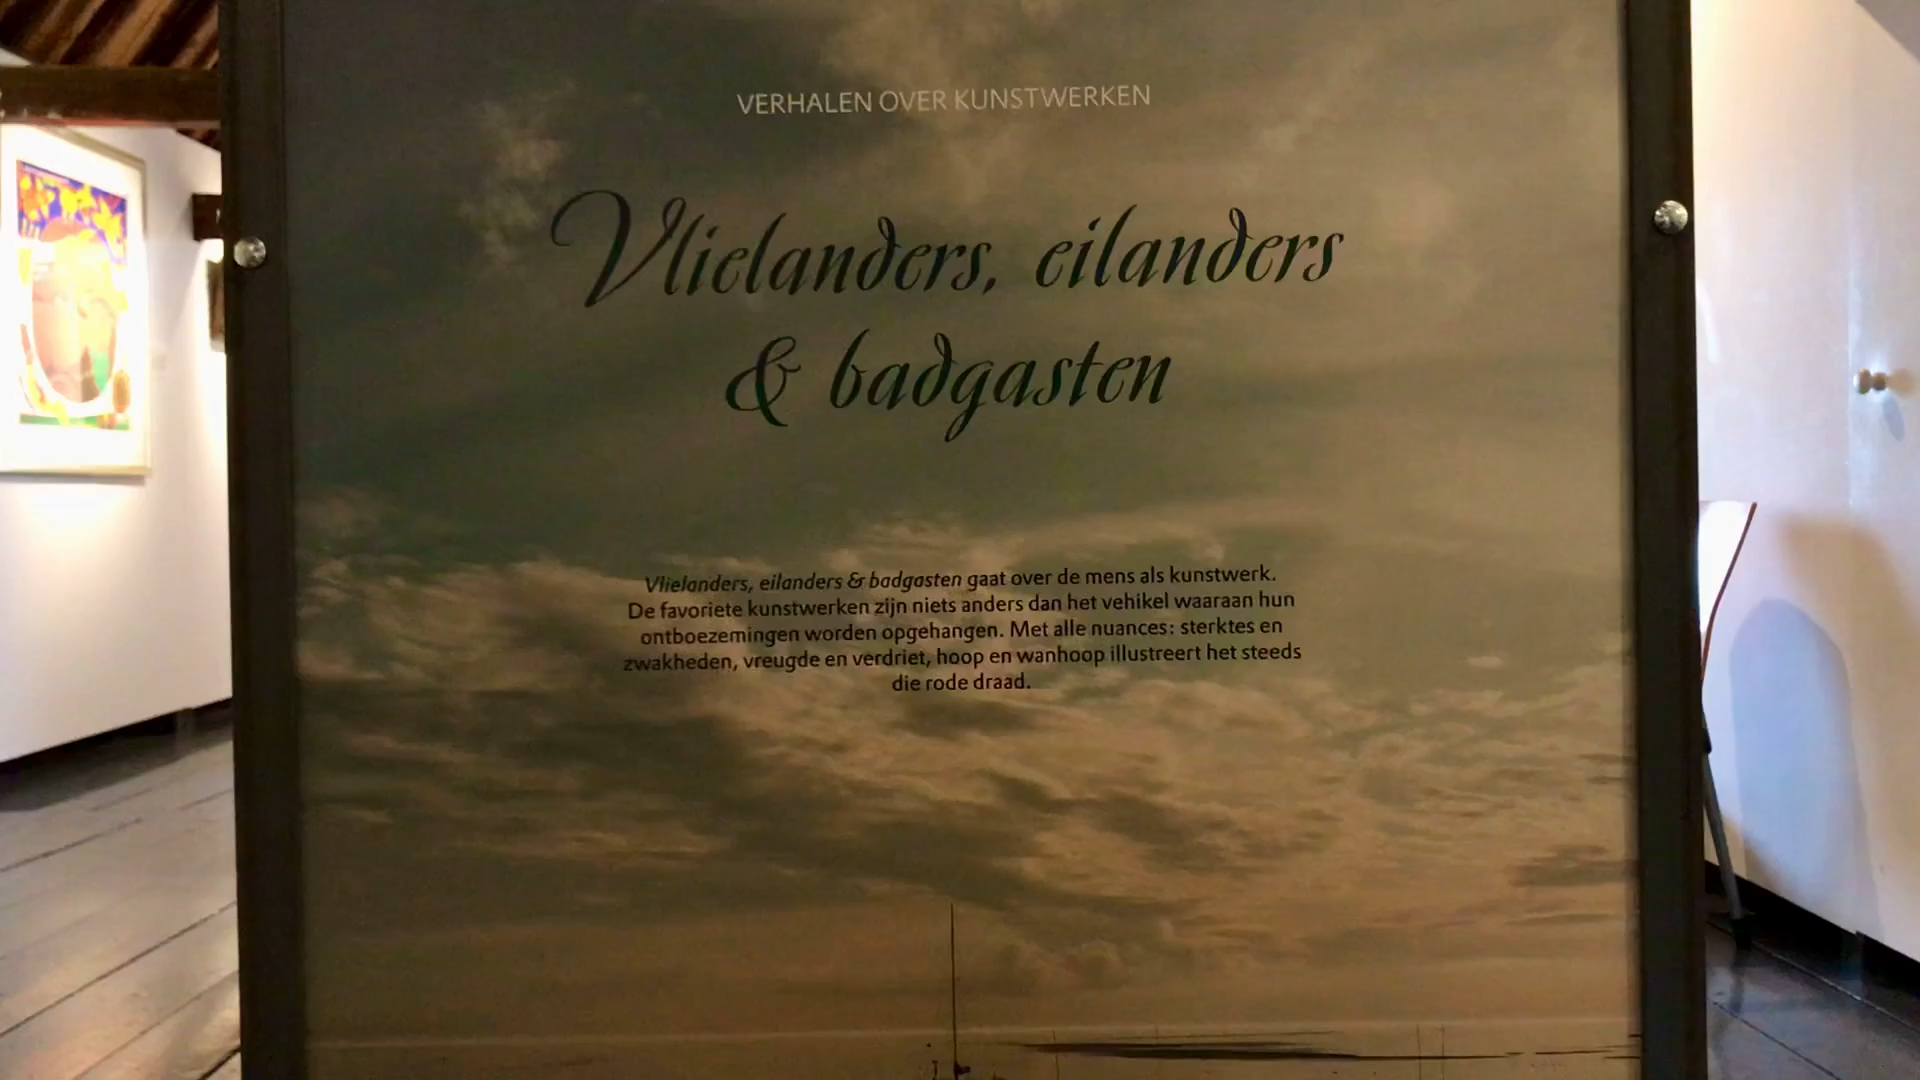 VERHALEN OVER KUNSTWERKEN
Vlielanders, eilanders
& badgasten
Vlielanders, eilanders & badgasten gaat over de mens als kunstwerk.
De favoriete kunstwerken zijn niets anders dan het vehikel waaraan hun
ontboezemingen worden opgehangen. Met alle nuances: sterktes en
zwakheden, vreugde en verdriet, hoop en wanhoop illustreert het steeds
die rode draad.